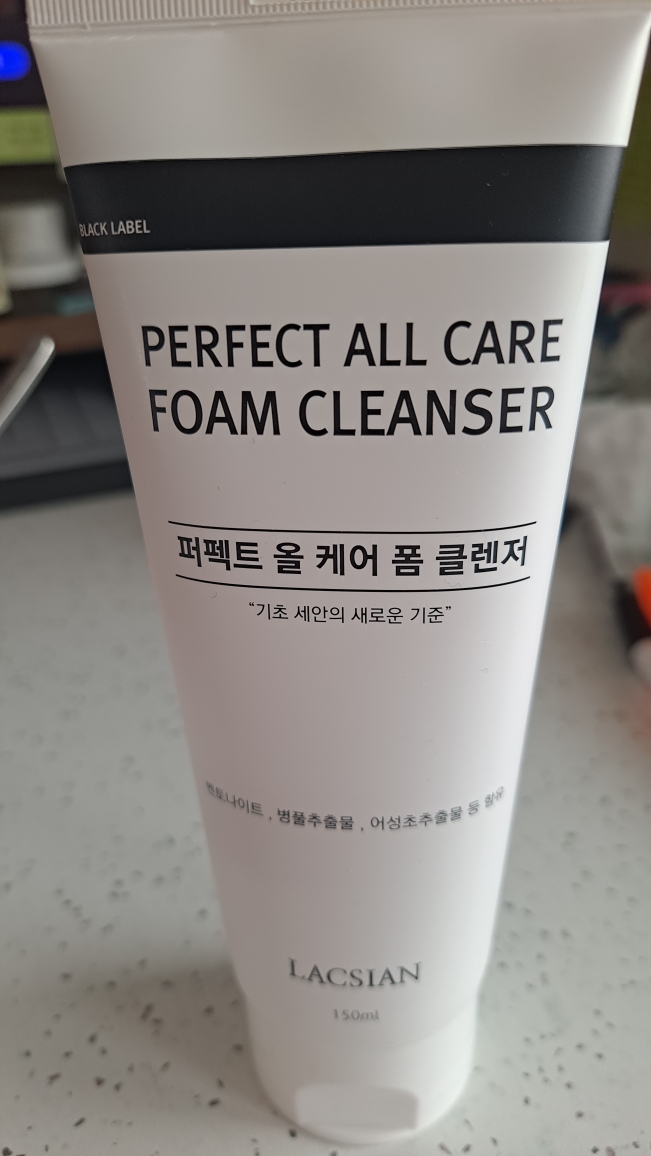 BLACK LABEL
PERFECT ALL CARE
FOAM CLEANSER
퍼펙트 올 케어 폼 클렌저
“기초 세안의 새로운 기준”
벤토나이트 , 병풀추출물 , 어성초추출물 등 함유
LACSIAN
150ml